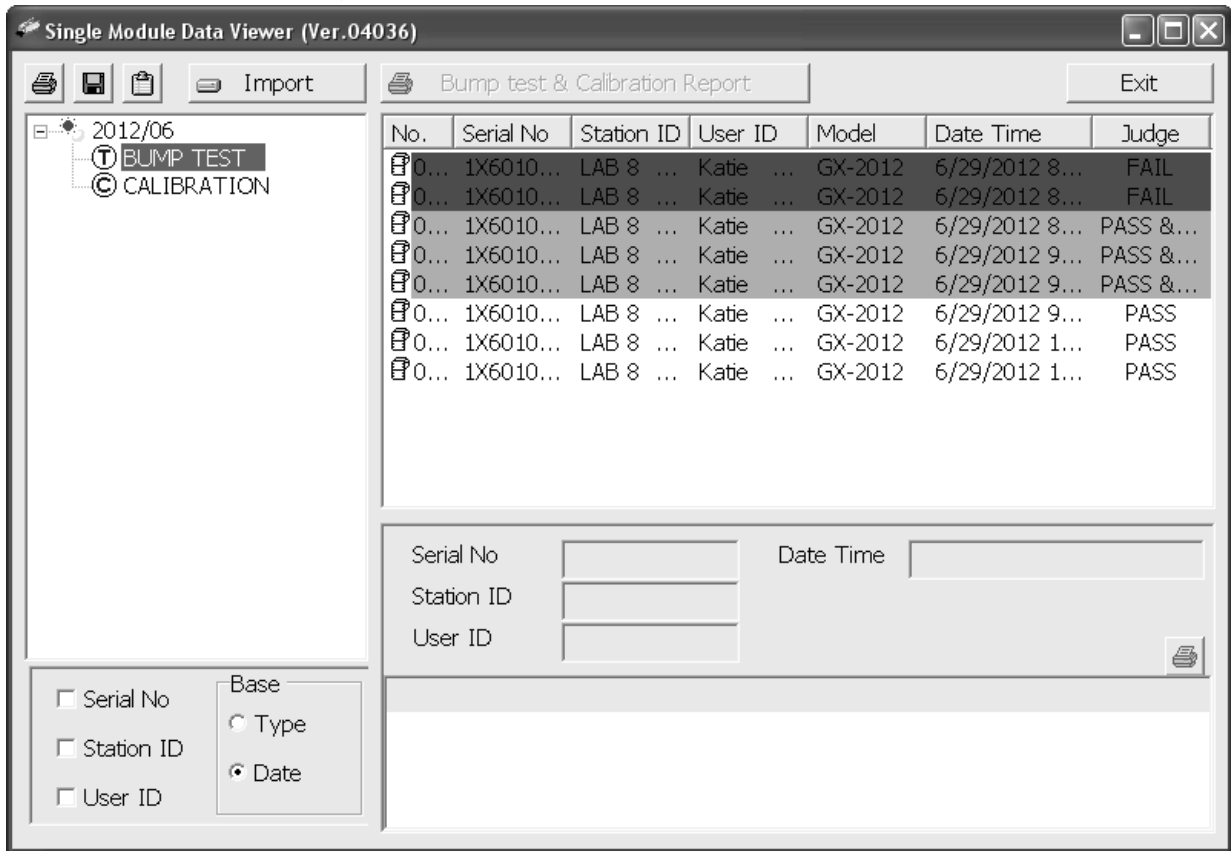 Single Module Data Viewer (Ver.04036)
Import
Bump test & Calibration Report
Exit
2012/06
T BUMP TEST
C CALIBRATION
No. Serial No Station ID User ID Model Date Time Judge
0... 1X6010... LAB 8 ... Katie ... GX-2012 6/29/2012 8... FAIL
0... 1X6010... LAB 8 ... Katie ... GX-2012 6/29/2012 8... FAIL
0... 1X6010... LAB 8 ... Katie ... GX-2012 6/29/2012 8... PASS &...
0... 1X6010... LAB 8 ... Katie ... GX-2012 6/29/2012 9... PASS &...
0... 1X6010... LAB 8 ... Katie ... GX-2012 6/29/2012 9... PASS &...
0... 1X6010... LAB 8 ... Katie ... GX-2012 6/29/2012 9... PASS
0... 1X6010... LAB 8 ... Katie ... GX-2012 6/29/2012 1... PASS
0... 1X6010... LAB 8 ... Katie ... GX-2012 6/29/2012 1... PASS
Serial No Date Time
Station ID
User ID
Serial No
Station ID
User ID
Base
Type
Date